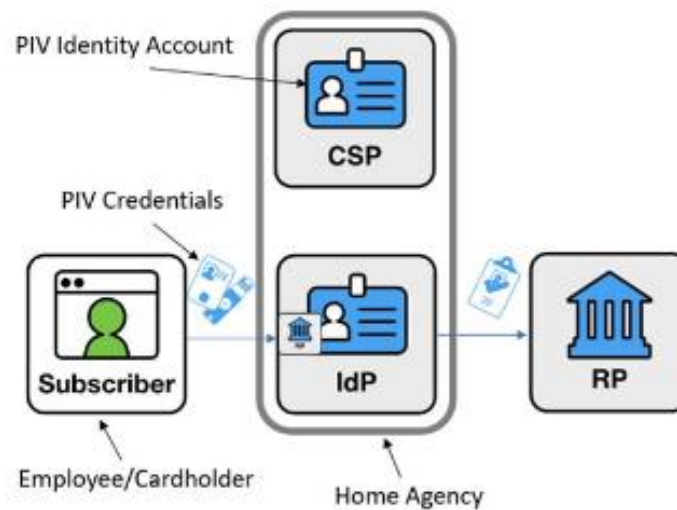 PIV Identity Account
CSP
PIV Credentials
Subscriber
IdP
RP
Employee/Cardholder
Home Agency